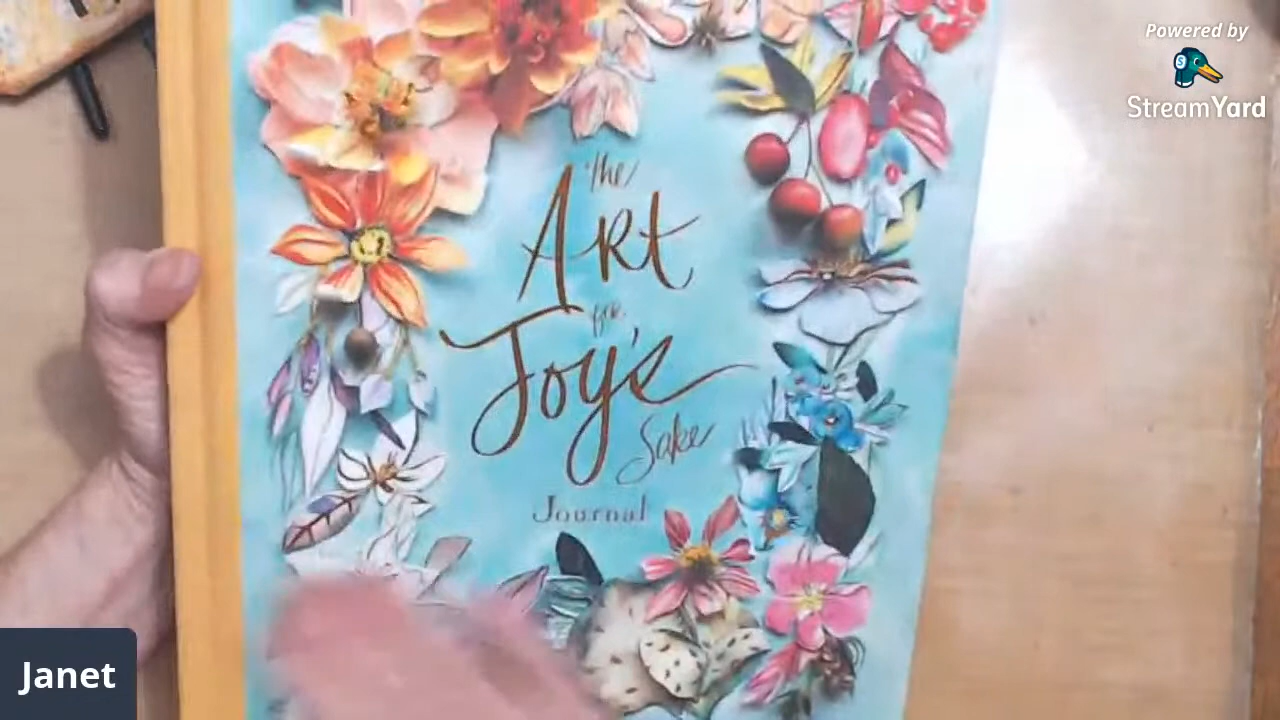 Powered by
StreamYard
The
ART
for
Joy's
Sake
Journal
Janet